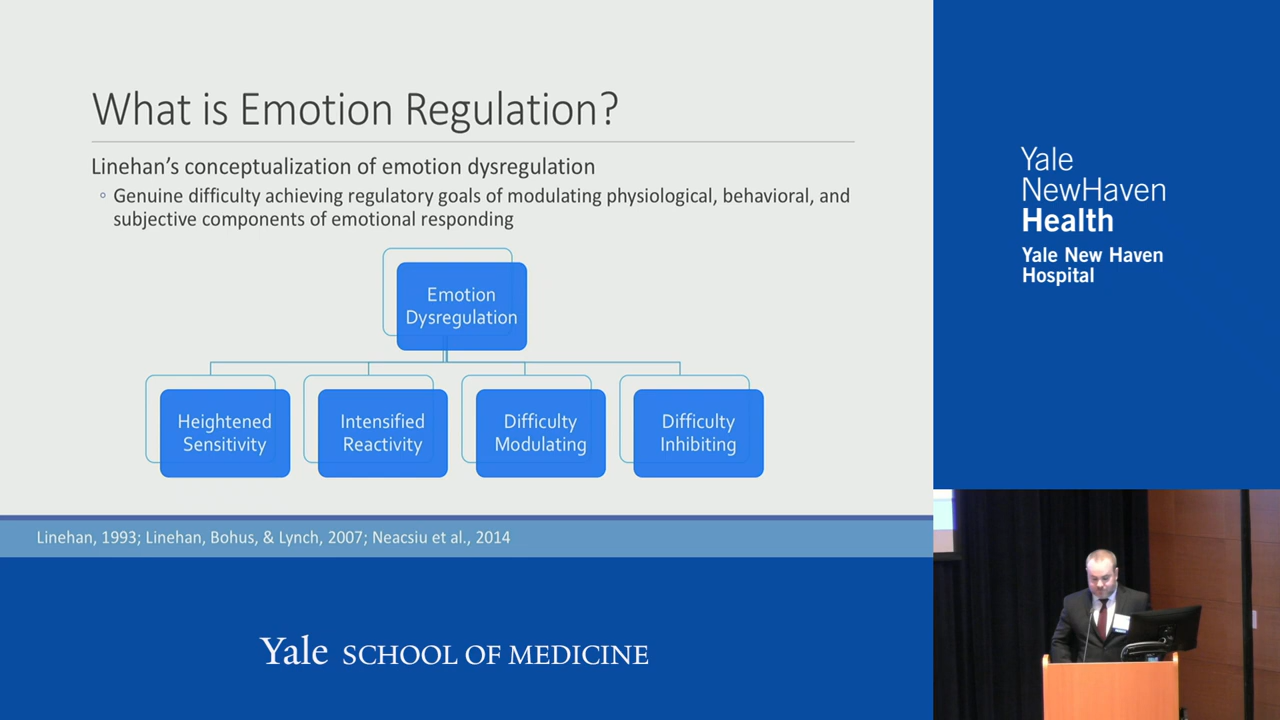 What is Emotion Regulation?
Linehan’s conceptualization of emotion dysregulation
◦ Genuine difficulty achieving regulatory goals of modulating physiological, behavioral, and
subjective components of emotional responding
Emotion
Dysregulation
Heightened
Sensitivity
Intensified
Reactivity
Difficulty
Modulating
Difficulty
Inhibiting
Linehan, 1993; Linehan, Bohus, & Lynch, 2007; Neacsiu et al., 2014
Yale SCHOOL OF MEDICINE
Yale
NewHaven
Health
Yale New Haven
Hospital